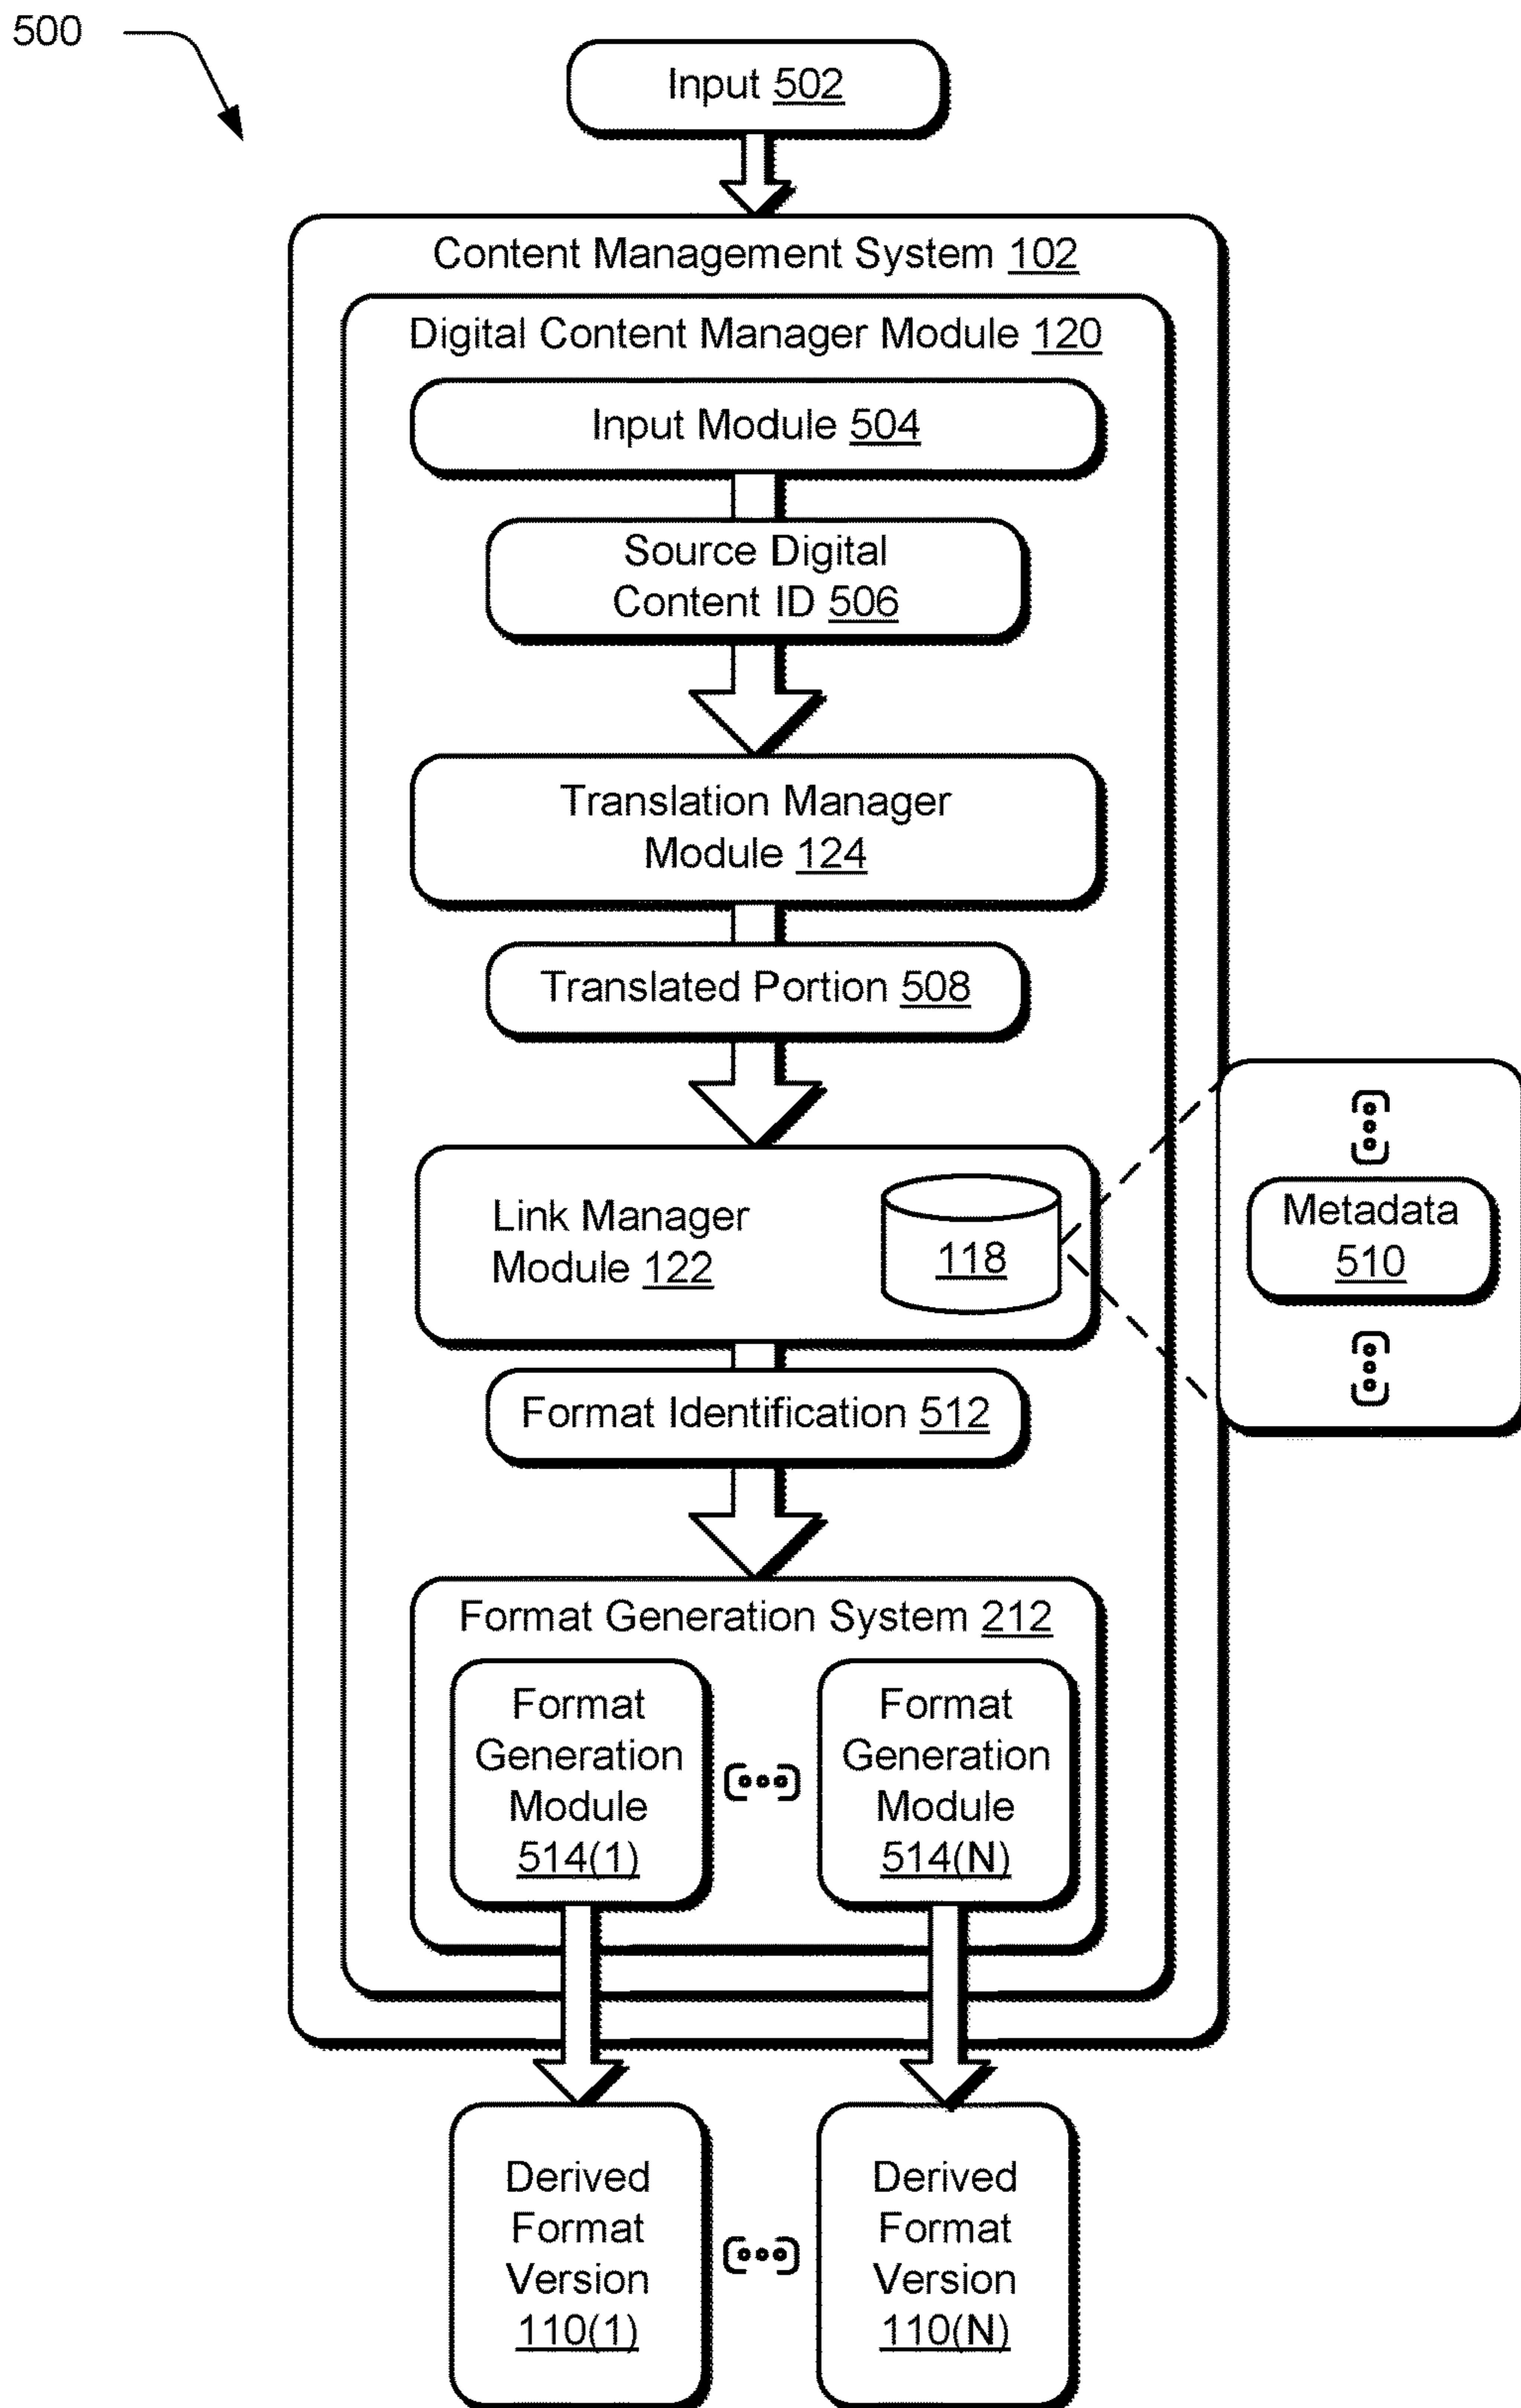 500
Input 502
Content Management System 102
Digital Content Manager Module 120
Input Module 504
Source Digital
Content ID 506
Translation Manager
Module 124
Translated Portion 508
Link Manager
Module 122
118
Metadata
510
Format Identification 512
Format Generation System 212
Format
Generation
Module
514(1)
Format
Generation
Module
514(N)
Derived
Format
Version
110(1)
Derived
Format
Version
110(N)